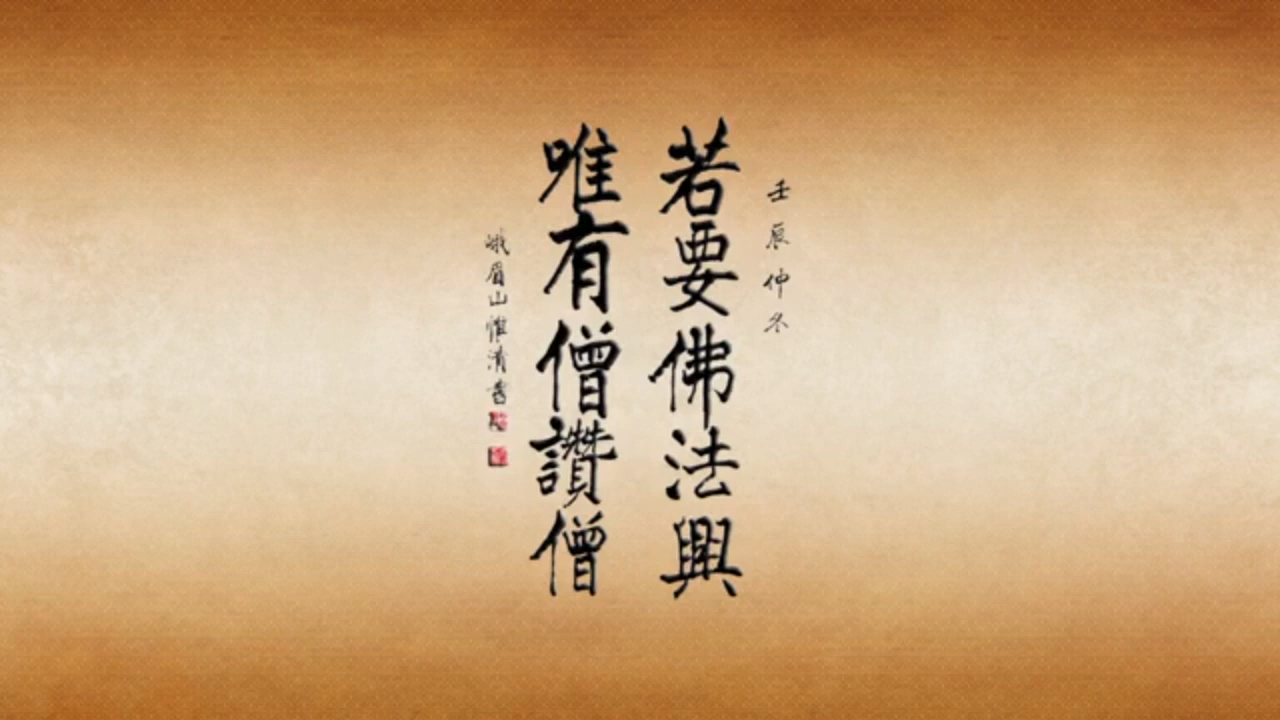 壬辰仲冬
若要佛法興
唯有僧讚僧
峨眉山惟清書